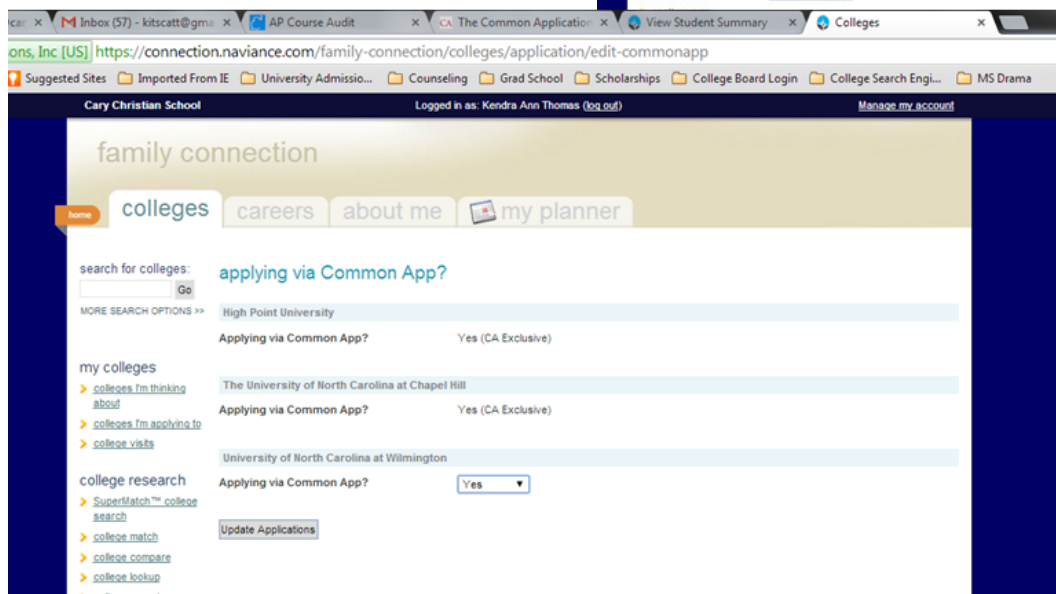 Inbox (57) - kitscatt@gma
AP Course Audit
The Common Application
View Student Summary
Colleges
ons, Inc [US] https://connection.naviance.com/family-connection/colleges/application/edit-commonapp
Suggested Sites Imported From IE University Admissio... Counseling Grad School Scholarships College Board Login College Search Engi... MS Drama
Cary Christian School Logged in as: Kendra Ann Thomas (log out) Manage my account
family connection
home colleges careers about me my planner
search for colleges:
Go
MORE SEARCH OPTIONS >>
my colleges
colleges I'm thinking
about
colleges I'm applying to
college visits
college research
SuperMatch™ college
search
college match
college compare
college lookup
applying via Common App?
High Point University
Applying via Common App? Yes (CA Exclusive)
The University of North Carolina at Chapel Hill
Applying via Common App? Yes (CA Exclusive)
University of North Carolina at Wilmington
Applying via Common App? Yes
Update Applications